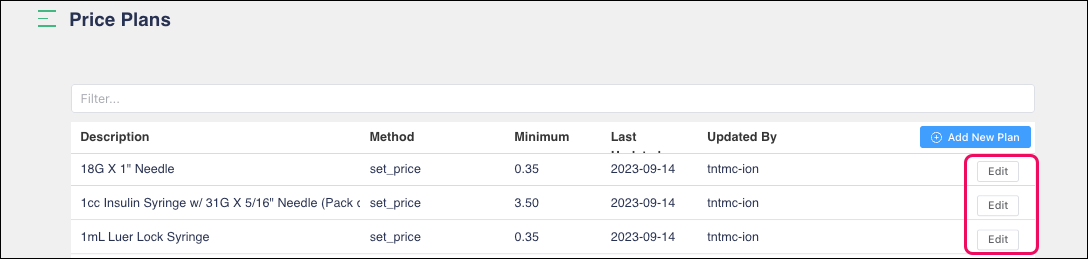 Price Plans
Filter...
Description Method Minimum Last Updated By Add New Plan
18G X 1" Needle set_price 0.35 2023-09-14 tntmc-ion Edit
1cc Insulin Syringe w/ 31G X 5/16" Needle (Pack set_price 3.50 2023-09-14 tntmc-ion Edit
1mL Luer Lock Syringe set_price 0.35 2023-09-14 tntmc-ion Edit